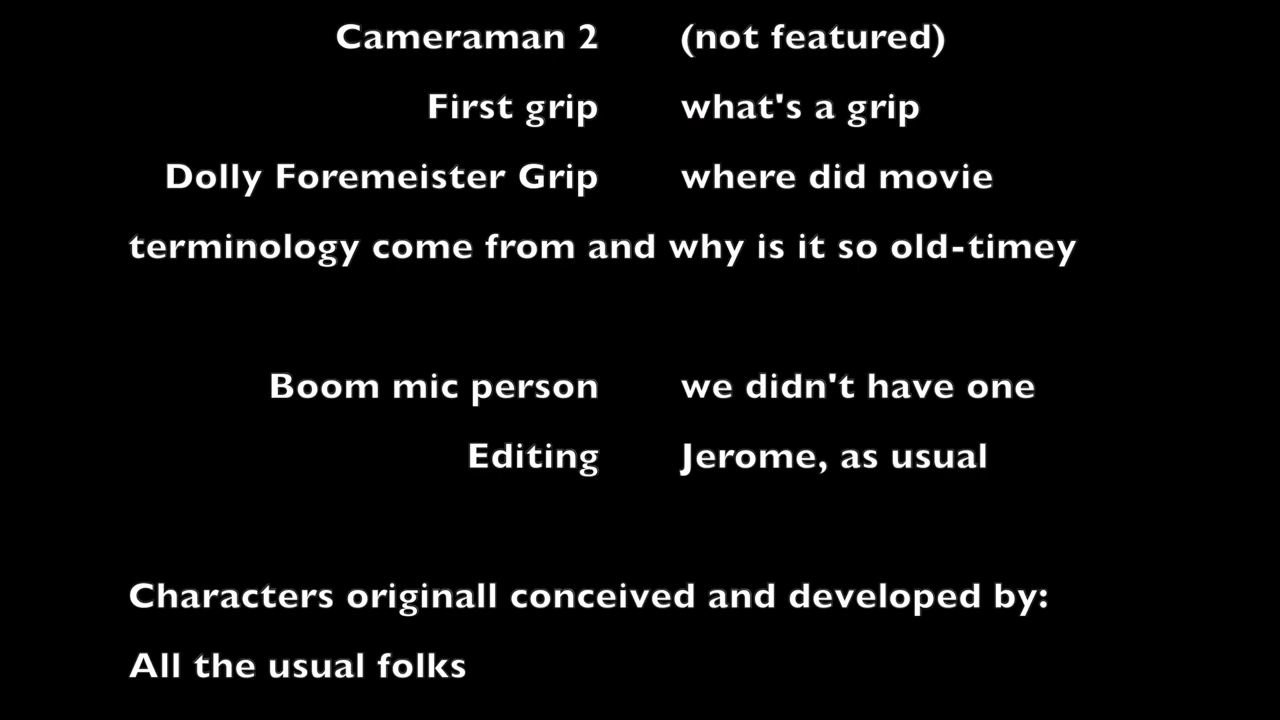 Cameraman 2 (not featured)
First grip what's a grip
Dolly Foremeister Grip where did movie
terminology come from and why is it so old-timey
Boom mic person we didn't have one
Editing Jerome, as usual
Characters originall conceived and developed by:
All the usual folks